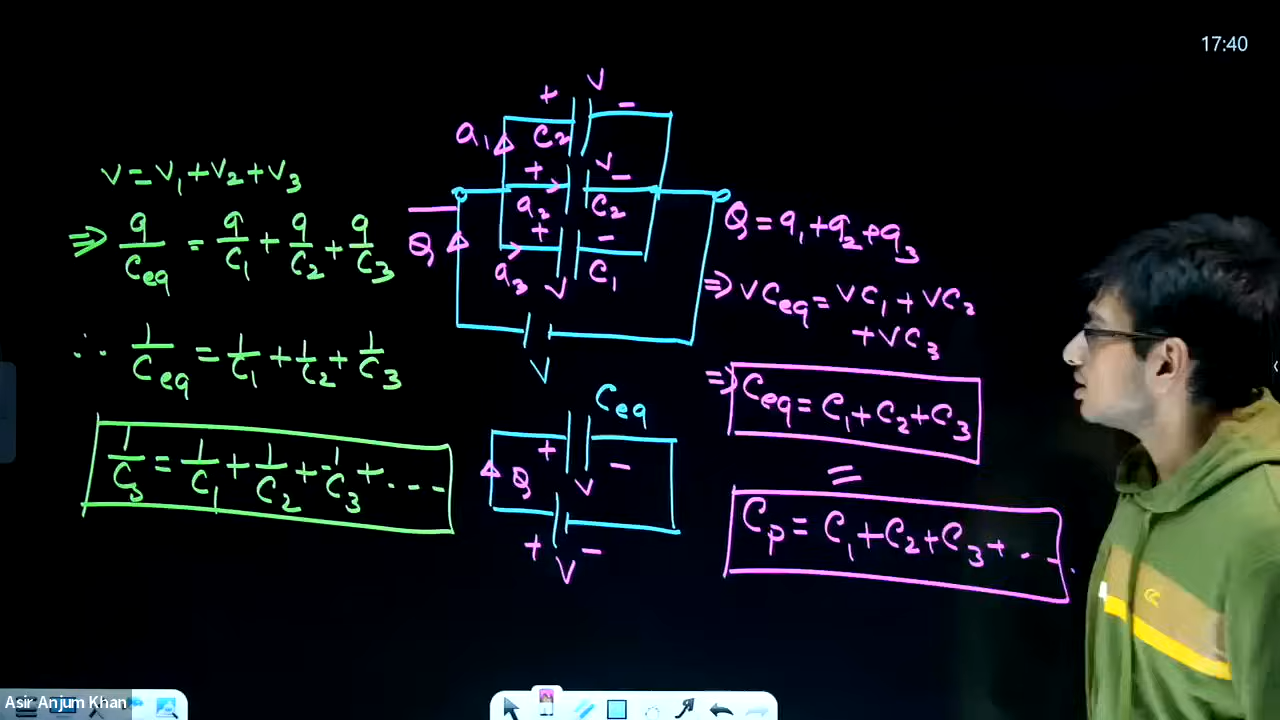 17:40
V = V₁ + V₂ + V₃
⇒ q/Ceq = q/C₁ + q/C₂ + q/C₃
∴ 1/Ceq = 1/C₁ + 1/C₂ + 1/C₃
1/Cs = 1/C₁ + 1/C₂ + 1/C₃ + ----
+ V -
q₁ C₂
+ V -
q₂ C₂
+ -
q₃ V C₁
Q
V
Ceq
+ -
Q V
+ -
V
Q = q₁ + q₂ + q₃
⇒ VCeq = VC₁ + VC₂
+ VC₃
⇒ Ceq = C₁ + C₂ + C₃
=
Cp = C₁ + C₂ + C₃ + ---.
Asir Anjum Khan